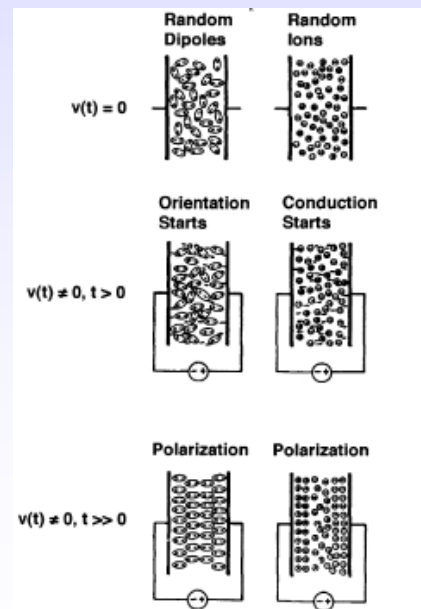 Random Dipoles
Random Ions
v(t) = 0
Orientation Starts
Conduction Starts
v(t) ≠ 0, t > 0
- +
- +
Polarization
Polarization
v(t) ≠ 0, t >> 0
- +
- +